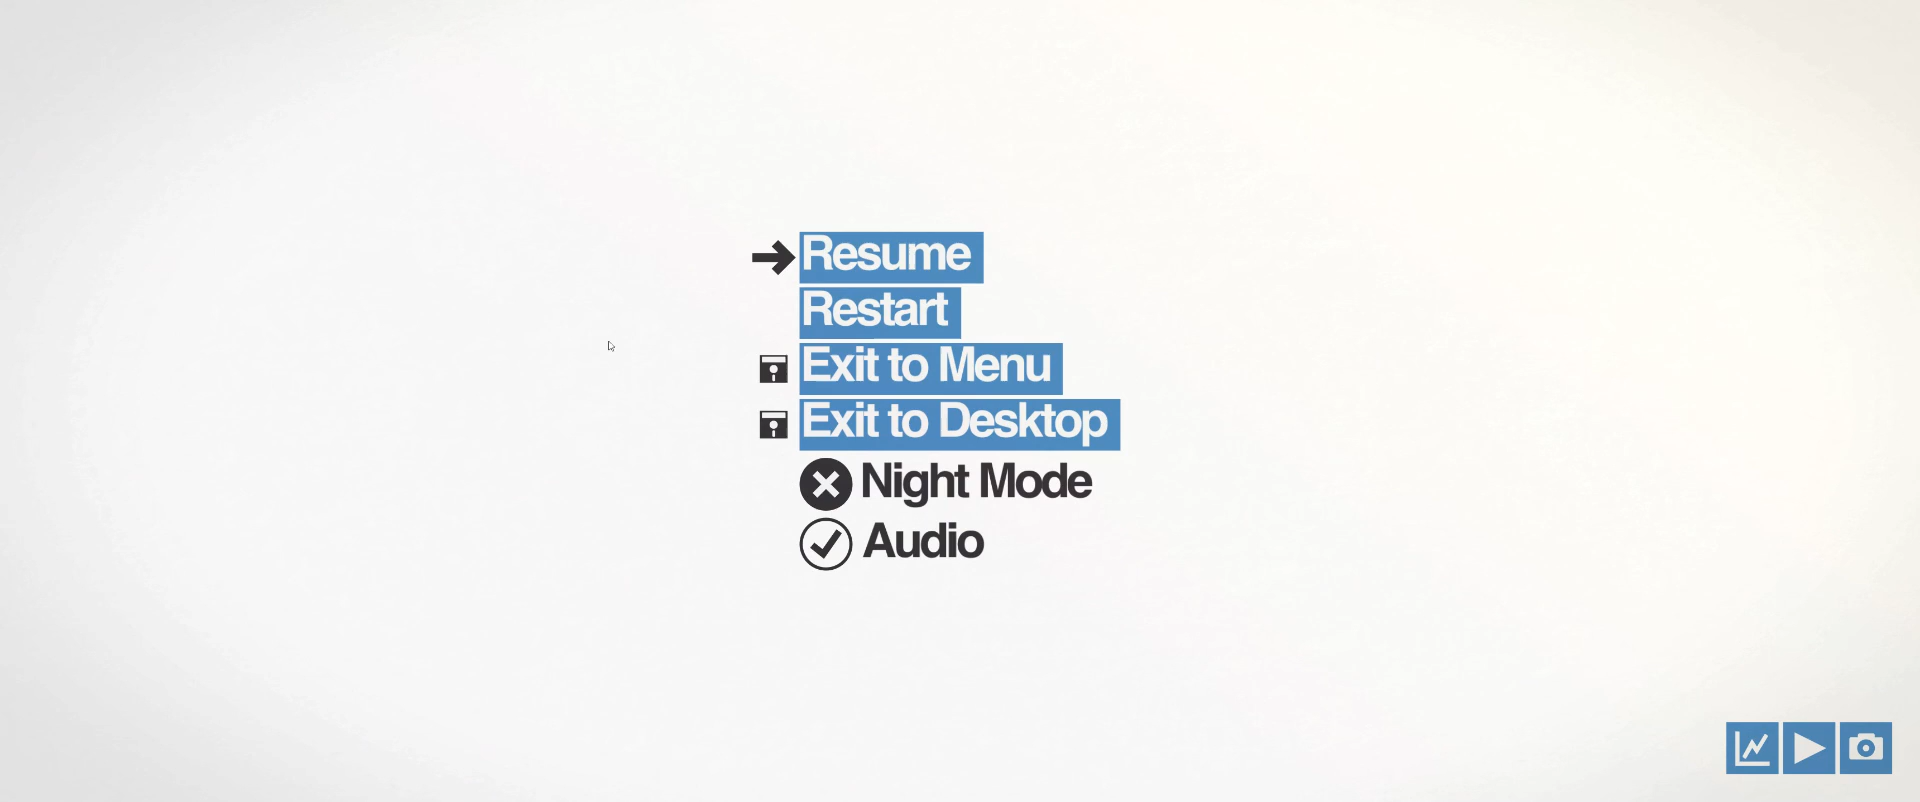 Resume
Restart
Exit to Menu
Exit to Desktop
Night Mode
Audio